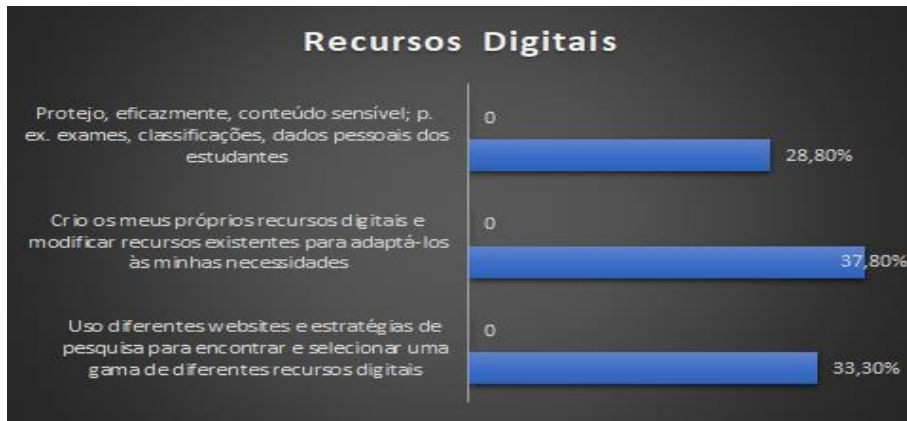 Recursos Digitais
Protejo, eficazmente, conteúdo sensível; p.
ex. exames, classificações, dados pessoais dos
estudantes
0
28,80%
Crio os meus próprios recursos digitais e
modificar recursos existentes para adaptá-los
às minhas necessidades
0
37,80%
Uso diferentes websites e estratégias de
pesquisa para encontrar e selecionar uma
gama de diferentes recursos digitais
0
33,30%